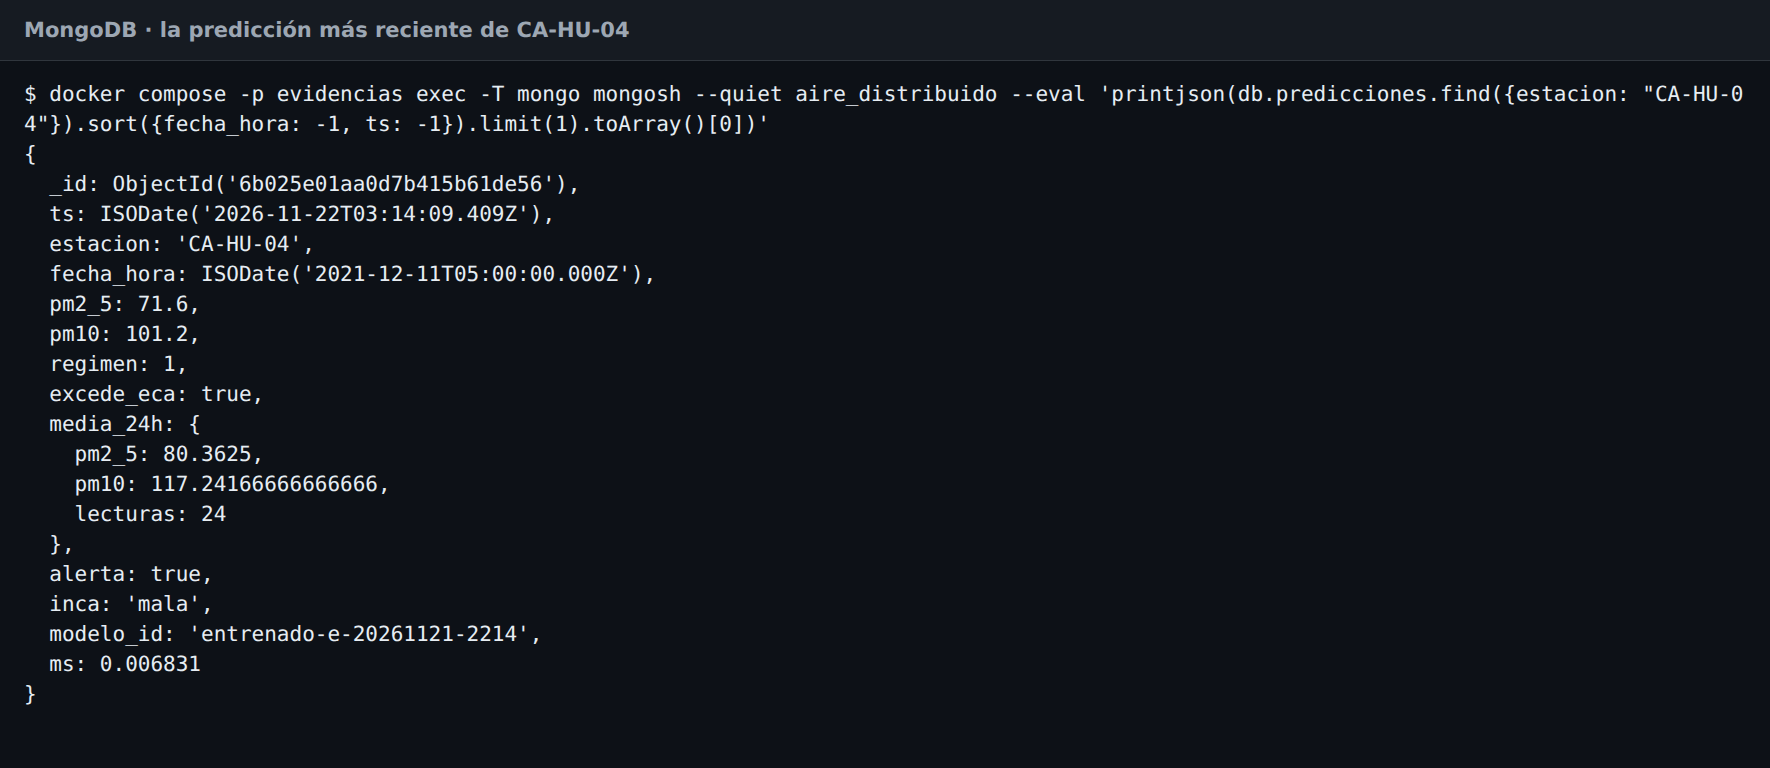 MongoDB · la predicción más reciente de CA-HU-04
$ docker compose -p evidencias exec -T mongo mongosh --quiet aire_distribuido --eval 'printjson(db.predicciones.find({estacion: "CA-HU-0
4"}).sort({fecha_hora: -1, ts: -1}).limit(1).toArray()[0])'
{
  _id: ObjectId('6b025e01aa0d7b415b61de56'),
  ts: ISODate('2026-11-22T03:14:09.409Z'),
  estacion: 'CA-HU-04',
  fecha_hora: ISODate('2021-12-11T05:00:00.000Z'),
  pm2_5: 71.6,
  pm10: 101.2,
  regimen: 1,
  excede_eca: true,
  media_24h: {
    pm2_5: 80.3625,
    pm10: 117.24166666666666,
    lecturas: 24
  },
  alerta: true,
  inca: 'mala',
  modelo_id: 'entrenado-e-20261121-2214',
  ms: 0.006831
}